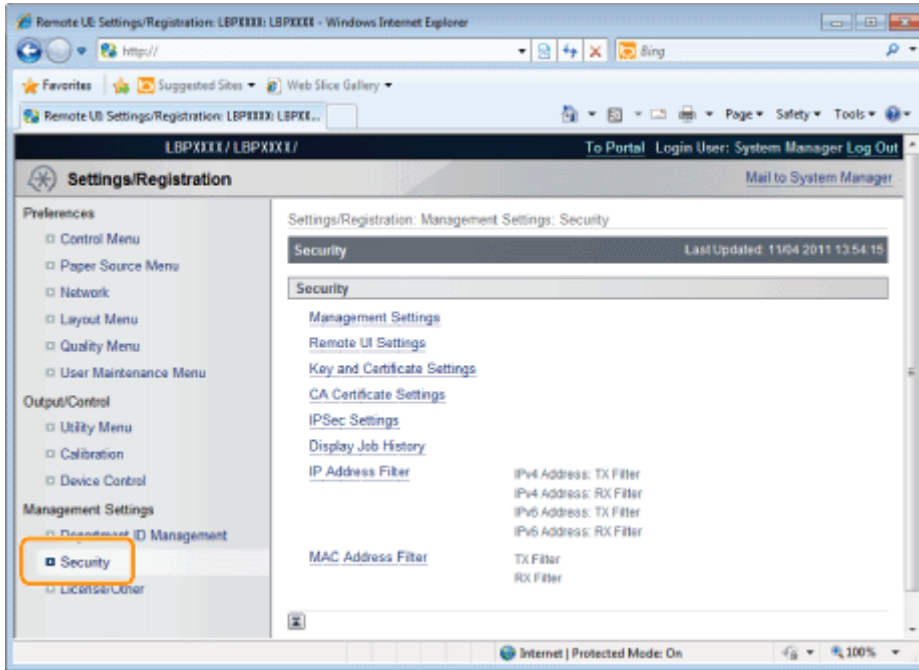 Remote UI: Settings/Registration: LBPXXXX: LBPXXXX - Windows Internet Explorer
http://
Bing
Favorites Suggested Sites Web Slice Gallery
Remote UI: Settings/Registration: LBPXXXX: LBPXX... Page Safety Tools
LBPXXXX / LBPXXXX / To Portal Login User: System Manager Log Out
Settings/Registration Mail to System Manager
Preferences
Control Menu
Paper Source Menu
Network
Layout Menu
Quality Menu
User Maintenance Menu
Output/Control
Utility Menu
Calibration
Device Control
Management Settings
Department ID Management
Security
License/Other
Settings/Registration: Management Settings: Security
Security Last Updated: 11/04 2011 13:54:15
Security
Management Settings
Remote UI Settings
Key and Certificate Settings
CA Certificate Settings
IPSec Settings
Display Job History
IP Address Filter IPv4 Address: TX Filter
IPv4 Address: RX Filter
IPv6 Address: TX Filter
IPv6 Address: RX Filter
MAC Address Filter TX Filter
RX Filter
Internet | Protected Mode: On 100%